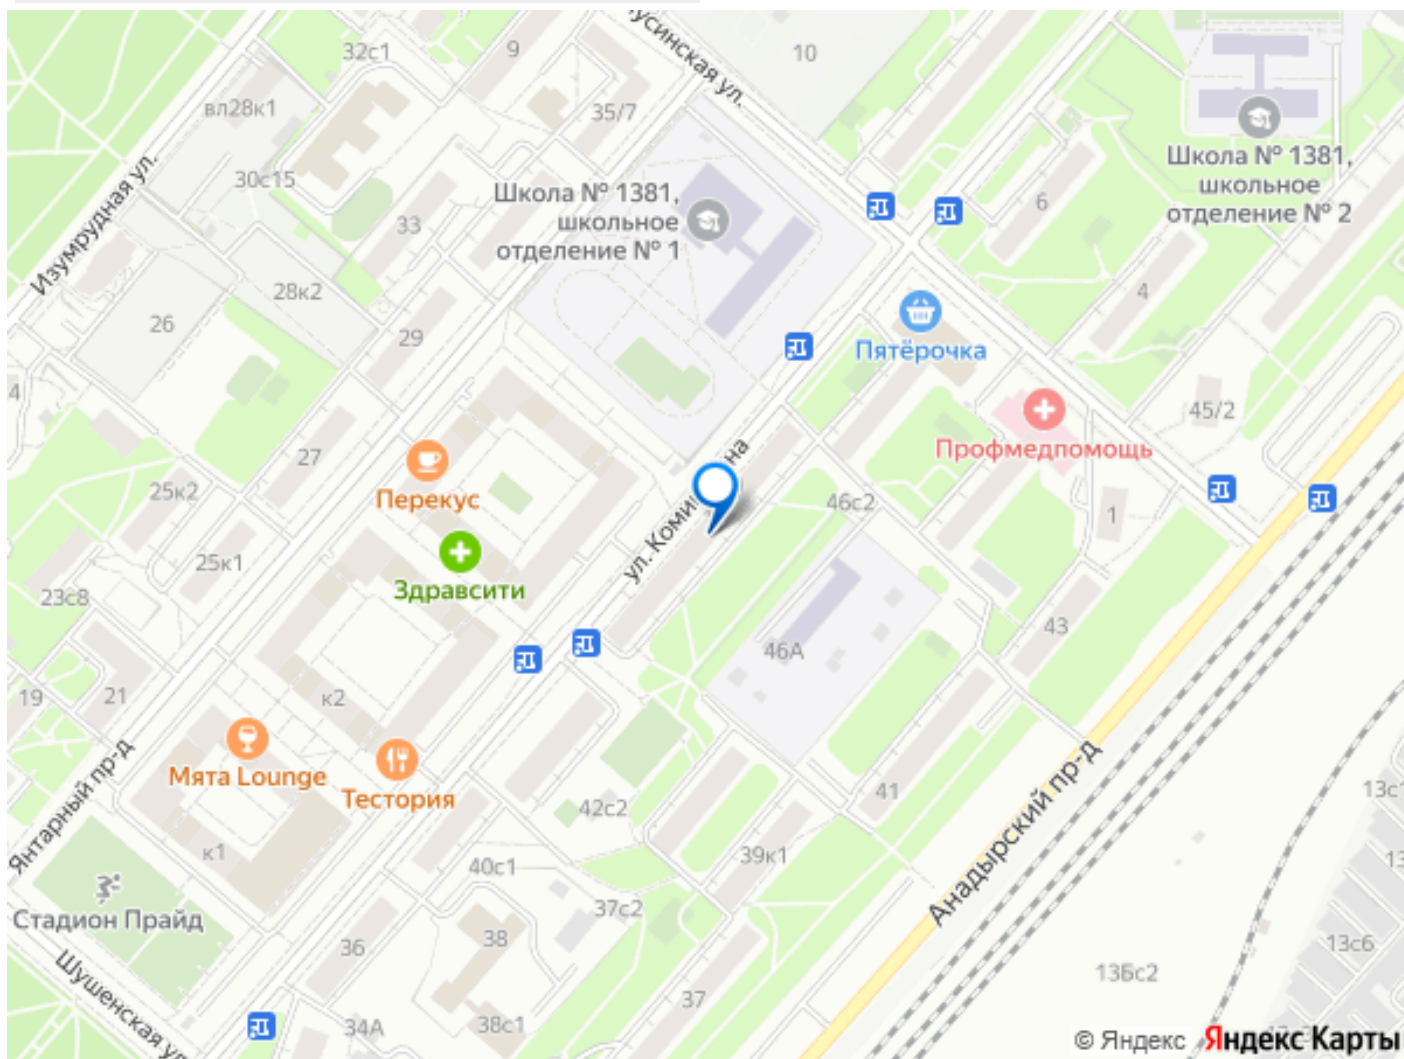 усинская ул.
32с1
9
10
вл28к1
35/7
Школа № 1381,
школьное
отделение № 2
Изумрудная ул.
30с15
Школа № 1381,
школьное
отделение № 1
33
6
28к2
4
26
29
Пятёрочка
4
45/2
Профмедпомощь
27
Перекус
25к2
ул. Коми
на
46с2
1
25к1
Здравсити
23с8
43
46А
19
21
к2
Мята Lounge
Тестория
Янтарный пр-д
42с2
41
13с1
к1
40с1
39к1
13
Анадырский пр-д
Стадион Прайд
37с2
36
38
13с6
Шушенская ул
13Бс2
37
34А
38с1
© Яндекс Яндекс Карты